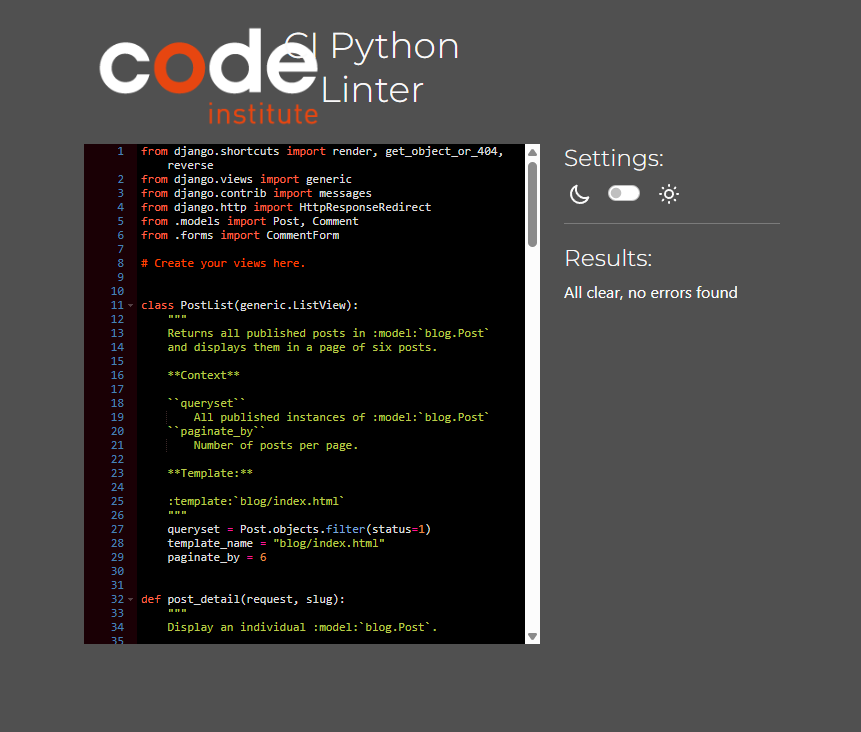 code
institute
CI Python
Linter
1 from django.shortcuts import render, get_object_or_404,
reverse
2 from django.views import generic
3 from django.contrib import messages
4 from django.http import HttpResponseRedirect
5 from .models import Post, Comment
6 from .forms import CommentForm
7
8 # Create your views here.
9
10
11 class PostList(generic.ListView):
12 """
13 Returns all published posts in :model:`blog.Post`
14 and displays them in a page of six posts.
15
16 **Context**
17
18 ``queryset``
19 All published instances of :model:`blog.Post`
20 ``paginate_by``
21 Number of posts per page.
22
23 **Template:**
24
25 :template:`blog/index.html`
26 """
27 queryset = Post.objects.filter(status=1)
28 template_name = "blog/index.html"
29 paginate_by = 6
30
31
32 def post_detail(request, slug):
33 """
34 Display an individual :model:`blog.Post`.
35
Settings:
Results:
All clear, no errors found